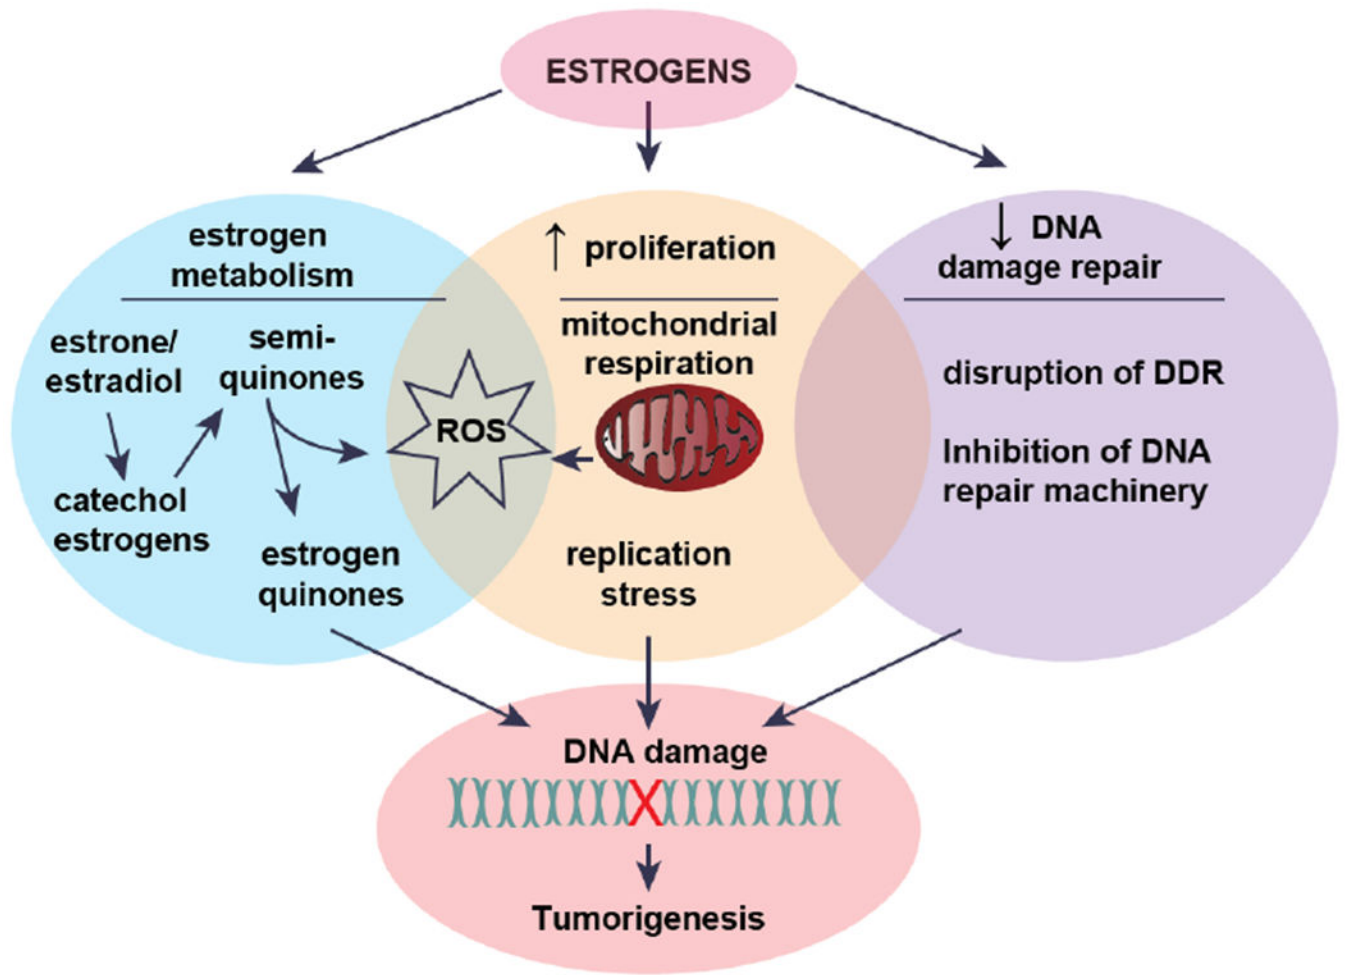 ESTROGENS
estrogen
metabolism
estrone/
estradiol
semi-
quinones
catechol
estrogens
estrogen
quinones
ROS
↑ proliferation
mitochondrial
respiration
replication
stress
↓ DNA
damage repair
disruption of DDR
Inhibition of DNA
repair machinery
DNA damage
X
Tumorigenesis